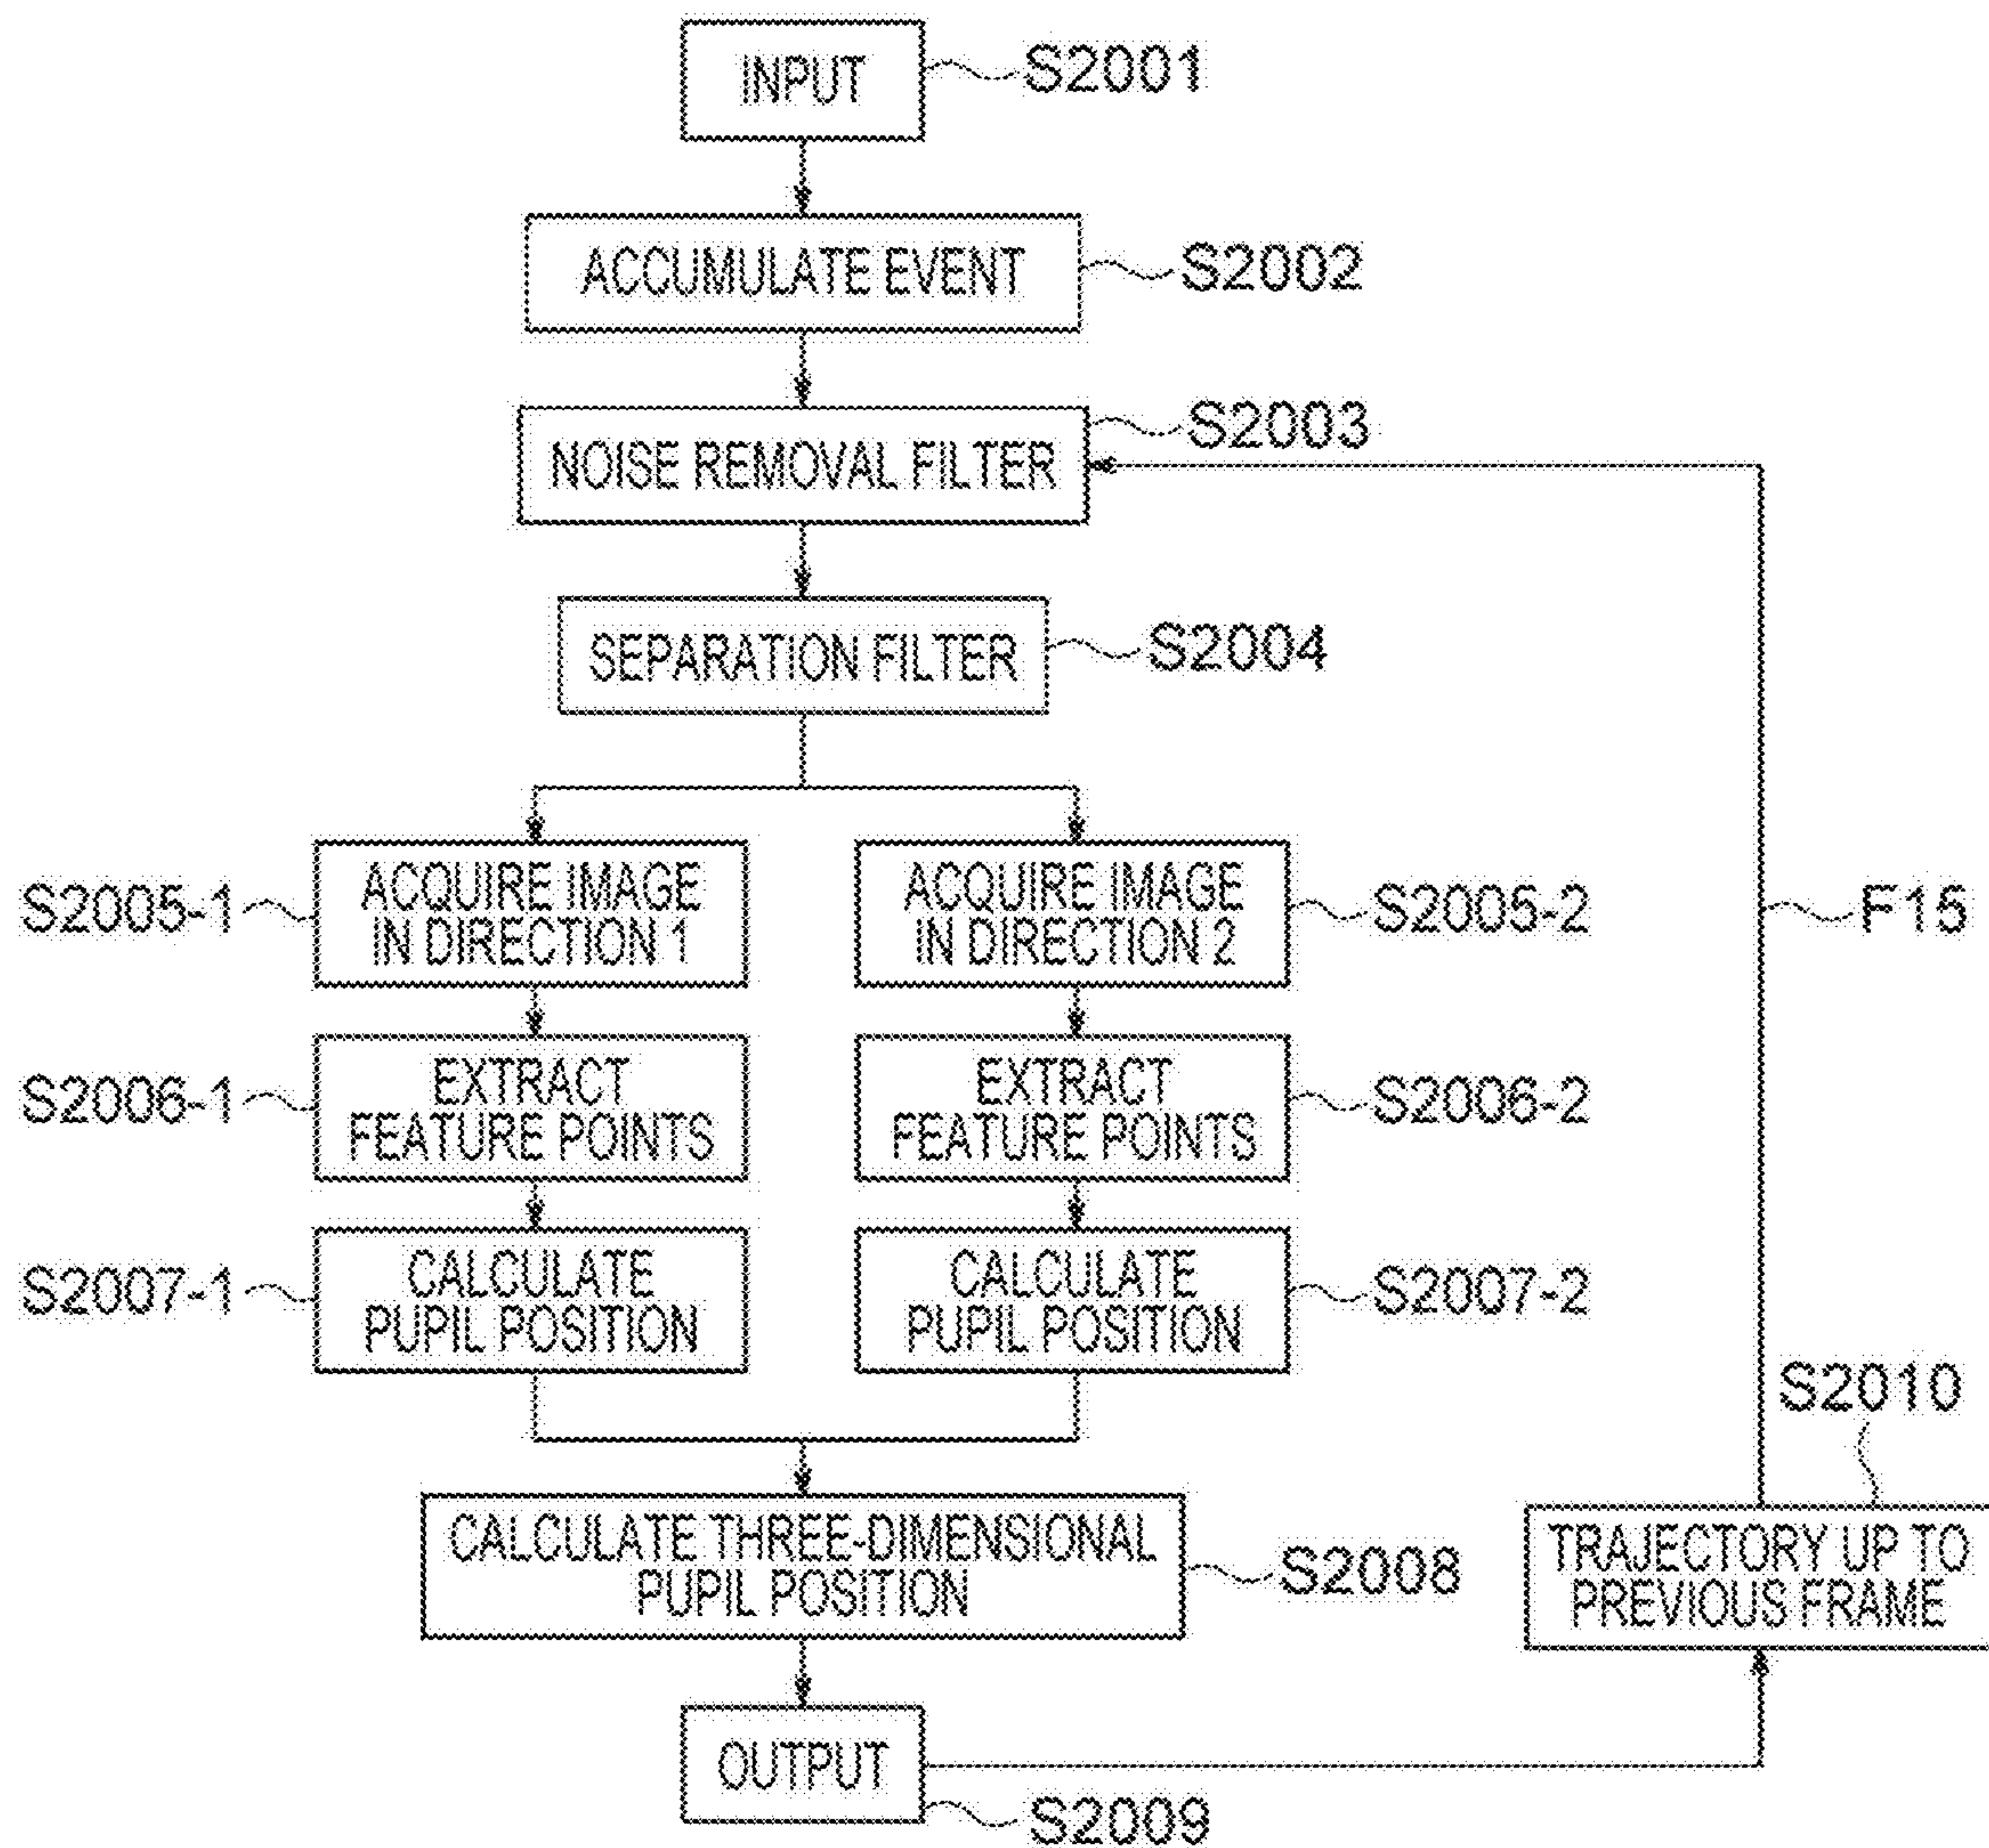 INPUT
S2001
ACCUMULATE EVENT
S2002
NOISE REMOVAL FILTER
S2003
SEPARATION FILTER
S2004
S2005-1
ACQUIRE IMAGE
IN DIRECTION 1
ACQUIRE IMAGE
IN DIRECTION 2
S2005-2
F15
S2006-1
EXTRACT
FEATURE POINTS
EXTRACT
FEATURE POINTS
S2006-2
S2007-1
CALCULATE
PUPIL POSITION
CALCULATE
PUPIL POSITION
S2007-2
S2010
CALCULATE THREE-DIMENSIONAL
PUPIL POSITION
S2008
TRAJECTORY UP TO
PREVIOUS FRAME
OUTPUT
S2009